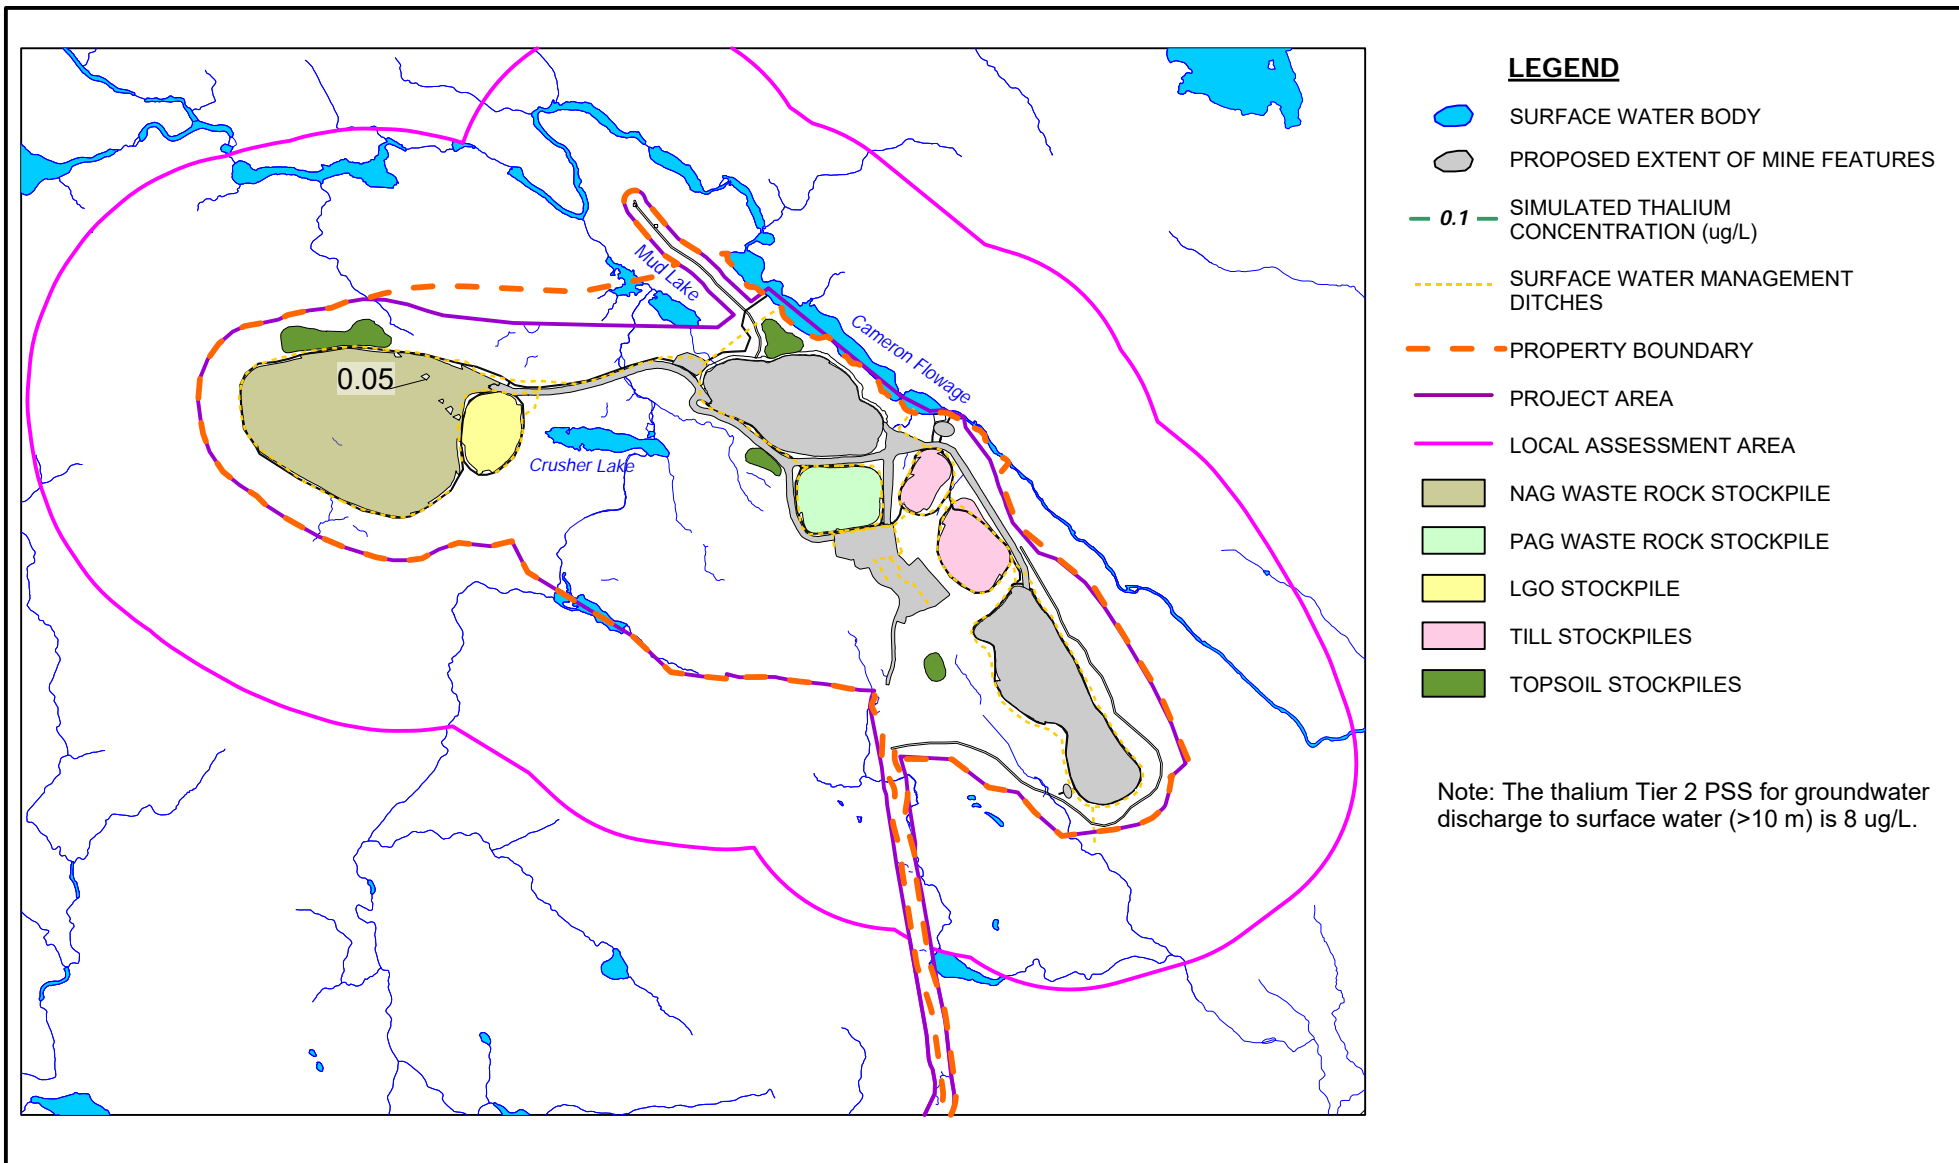 LEGEND
SURFACE WATER BODY
PROPOSED EXTENT OF MINE FEATURES
0.1
SIMULATED THALIUM
CONCENTRATION (ug/L)
SURFACE WATER MANAGEMENT
DITCHES
PROPERTY BOUNDARY
PROJECT AREA
LOCAL ASSESSMENT AREA
NAG WASTE ROCK STOCKPILE
PAG WASTE ROCK STOCKPILE
LGO STOCKPILE
TILL STOCKPILES
TOPSOIL STOCKPILES
Note: The thalium Tier 2 PSS for groundwater
discharge to surface water (>10 m) is 8 ug/L.
Mud Lake
Cameron Flowage
0.05
Crusher Lake